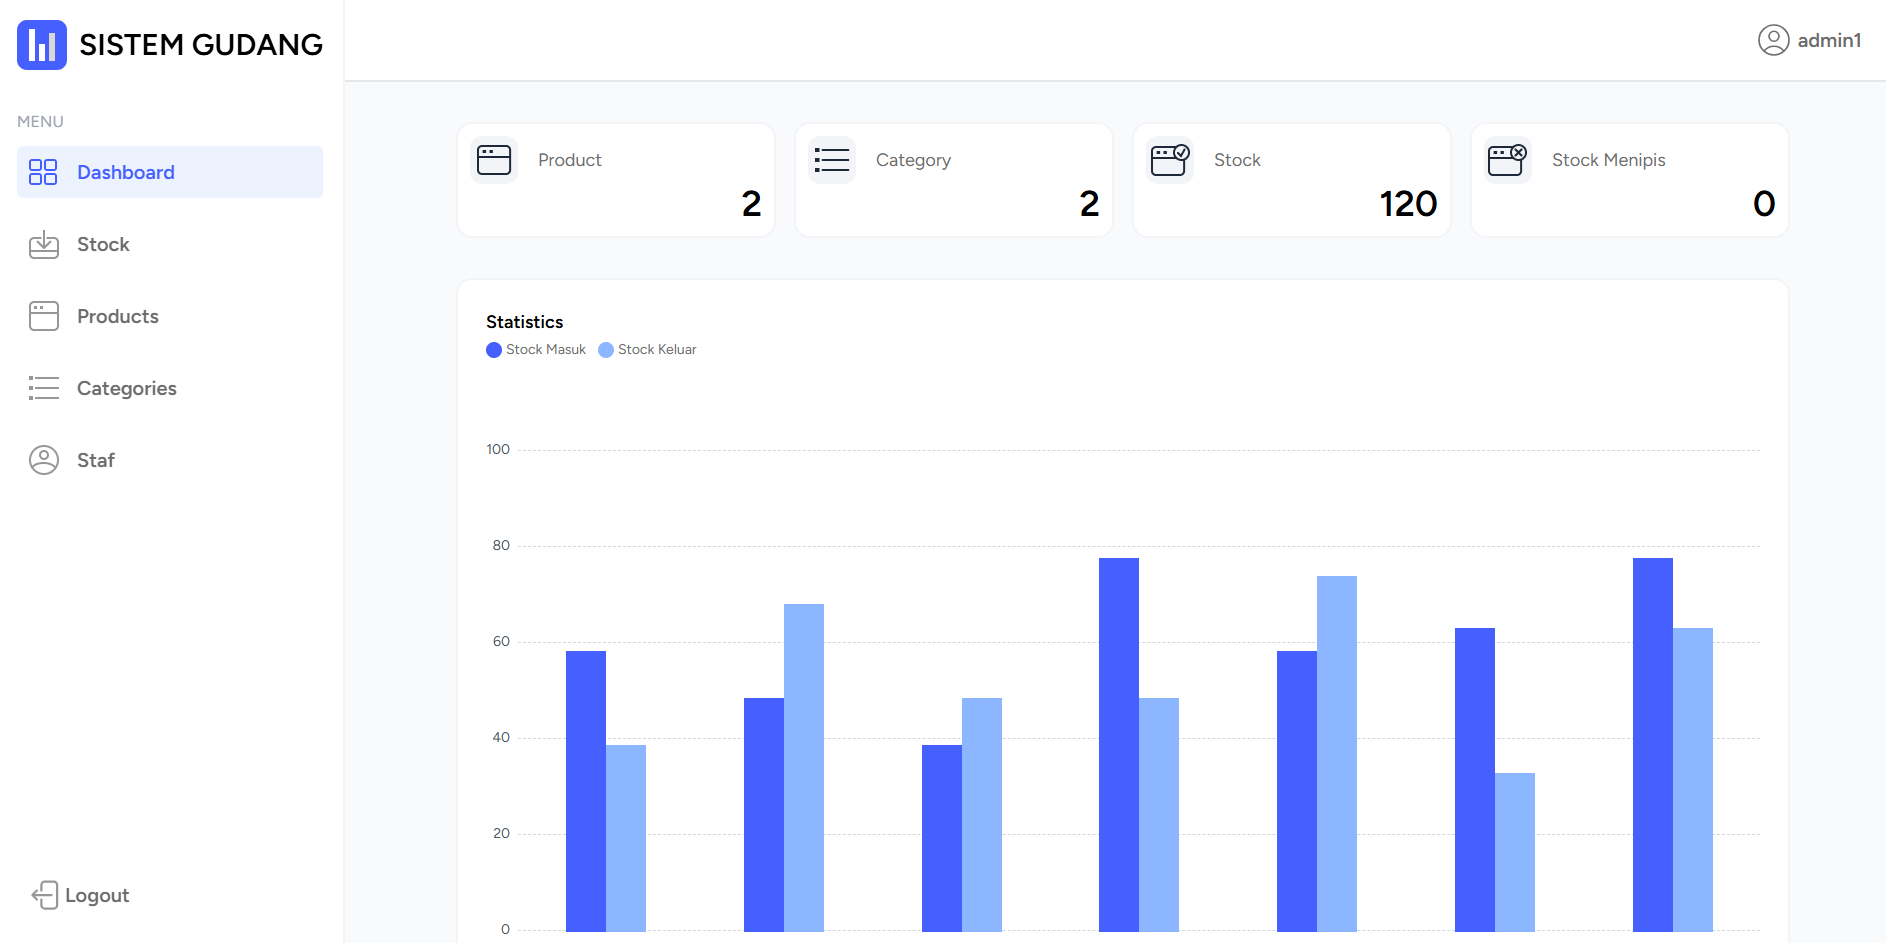 SISTEM GUDANG
admin1
MENU
Dashboard
Stock
Products
Categories
Staf
Logout
Product
2
Category
2
Stock
120
Stock Menipis
0
Statistics
Stock Masuk Stock Keluar
100
80
60
40
20
0